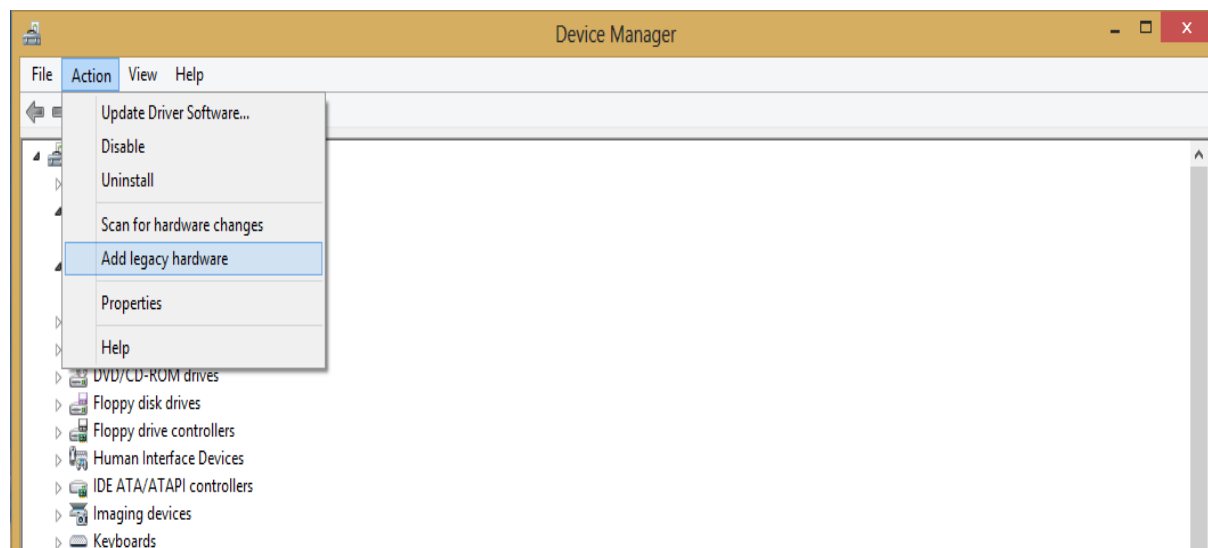 Device Manager
File Action View Help
Update Driver Software...
Disable
Uninstall
Scan for hardware changes
Add legacy hardware
Properties
Help
DVD/CD-ROM drives
Floppy disk drives
Floppy drive controllers
Human Interface Devices
IDE ATA/ATAPI controllers
Imaging devices
Keyboards